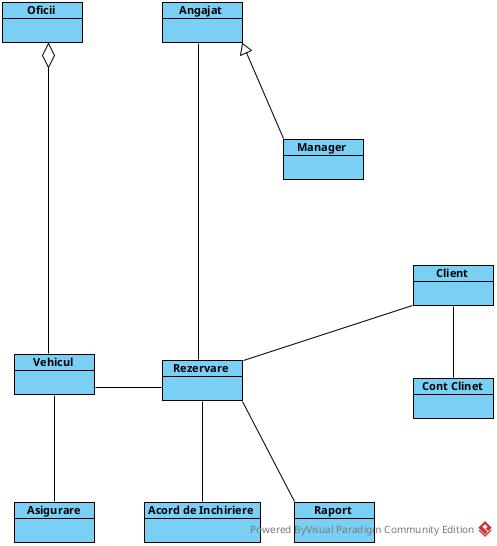 Oficii
Angajat
Manager
Client
Vehicul
Rezervare
Cont Clinet
Asigurare
Acord de Inchiriere
Raport
Powered ByVisual Paradigm Community Edition